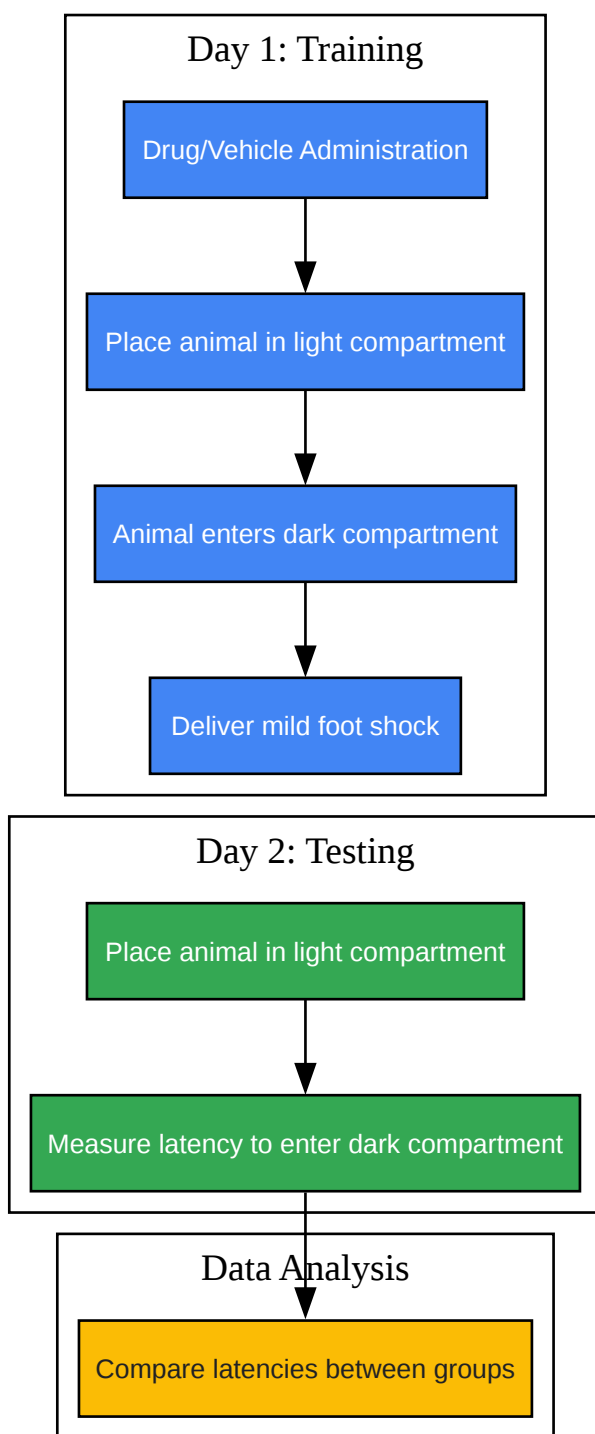 Day 1: Training
Drug/Vehicle Administration
Place animal in light compartment
Animal enters dark compartment
Deliver mild foot shock
Day 2: Testing
Place animal in light compartment
Measure latency to enter dark compartment
Data Analysis
Compare latencies between groups